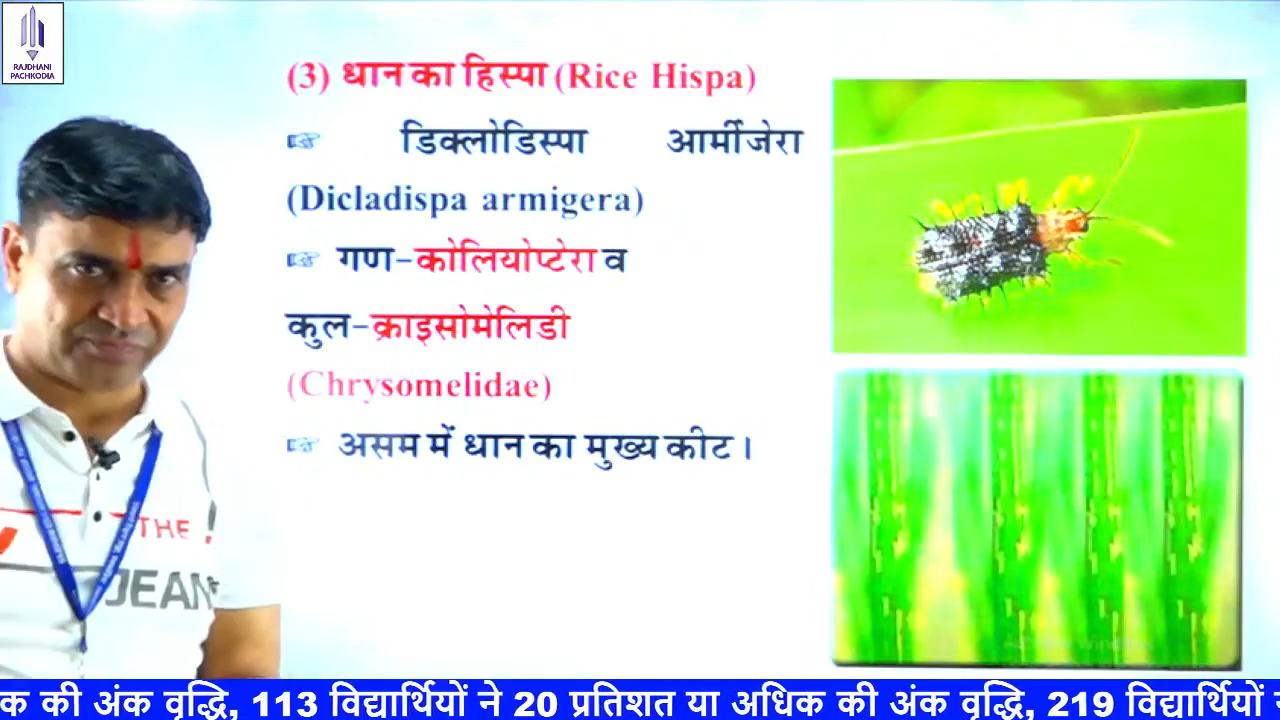 RAJDHANI
PACHKODIA
(3) धान का हिस्पा (Rice Hispa)
☞ डिक्लोडिस्पा आर्मीजेरा
(Dicladispa armigera)
☞ गण-कोलियोप्टेरा व
कुल-क्राइसोमेलिडी
(Chrysomelidae)
☞ असम में धान का मुख्य कीट।
THE
JEAN
क की अंक वृद्धि, 113 विद्यार्थियों ने 20 प्रतिशत या अधिक की अंक वृद्धि, 219 विद्यार्थियों